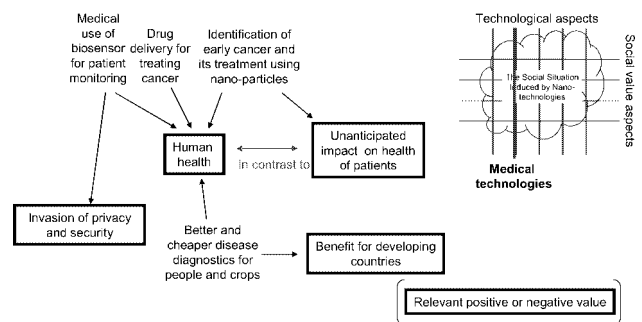 Medical
use of
biosensor
for patient
monitoring
Drug
delivery for
treating
cancer
Identification of
early cancer and
its treatment using
nano-particles
Technological aspects
Social value aspects
The Social Situation
Induced by Nano-
technologies
Medical
technologies
Human
health
In contrast to
Unanticipated
impact on health
of patients
Invasion of privacy
and security
Better and
cheaper disease
diagnostics for
people and crops
Benefit for developing
countries
Relevant positive or negative value